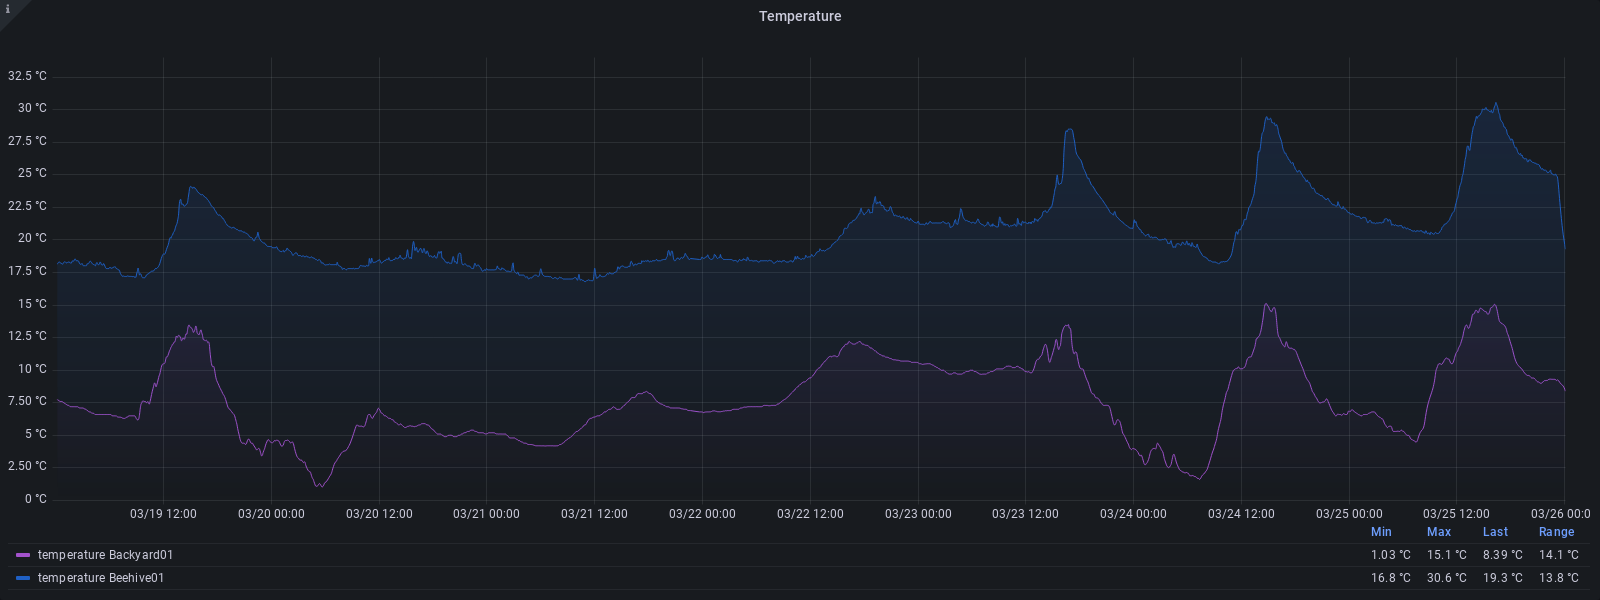 i
Temperature
32.5 °C
30 °C
27.5 °C
25 °C
22.5 °C
20 °C
17.5 °C
15 °C
12.5 °C
10 °C
7.50 °C
5 °C
2.50 °C
0 °C
03/19 12:00 03/20 00:00 03/20 12:00 03/21 00:00 03/21 12:00 03/22 00:00 03/22 12:00 03/23 00:00 03/23 12:00 03/24 00:00 03/24 12:00 03/25 00:00 03/25 12:00 03/26 00:0
Min Max Last Range
temperature Backyard01 1.03 °C 15.1 °C 8.39 °C 14.1 °C
temperature Beehive01 16.8 °C 30.6 °C 19.3 °C 13.8 °C